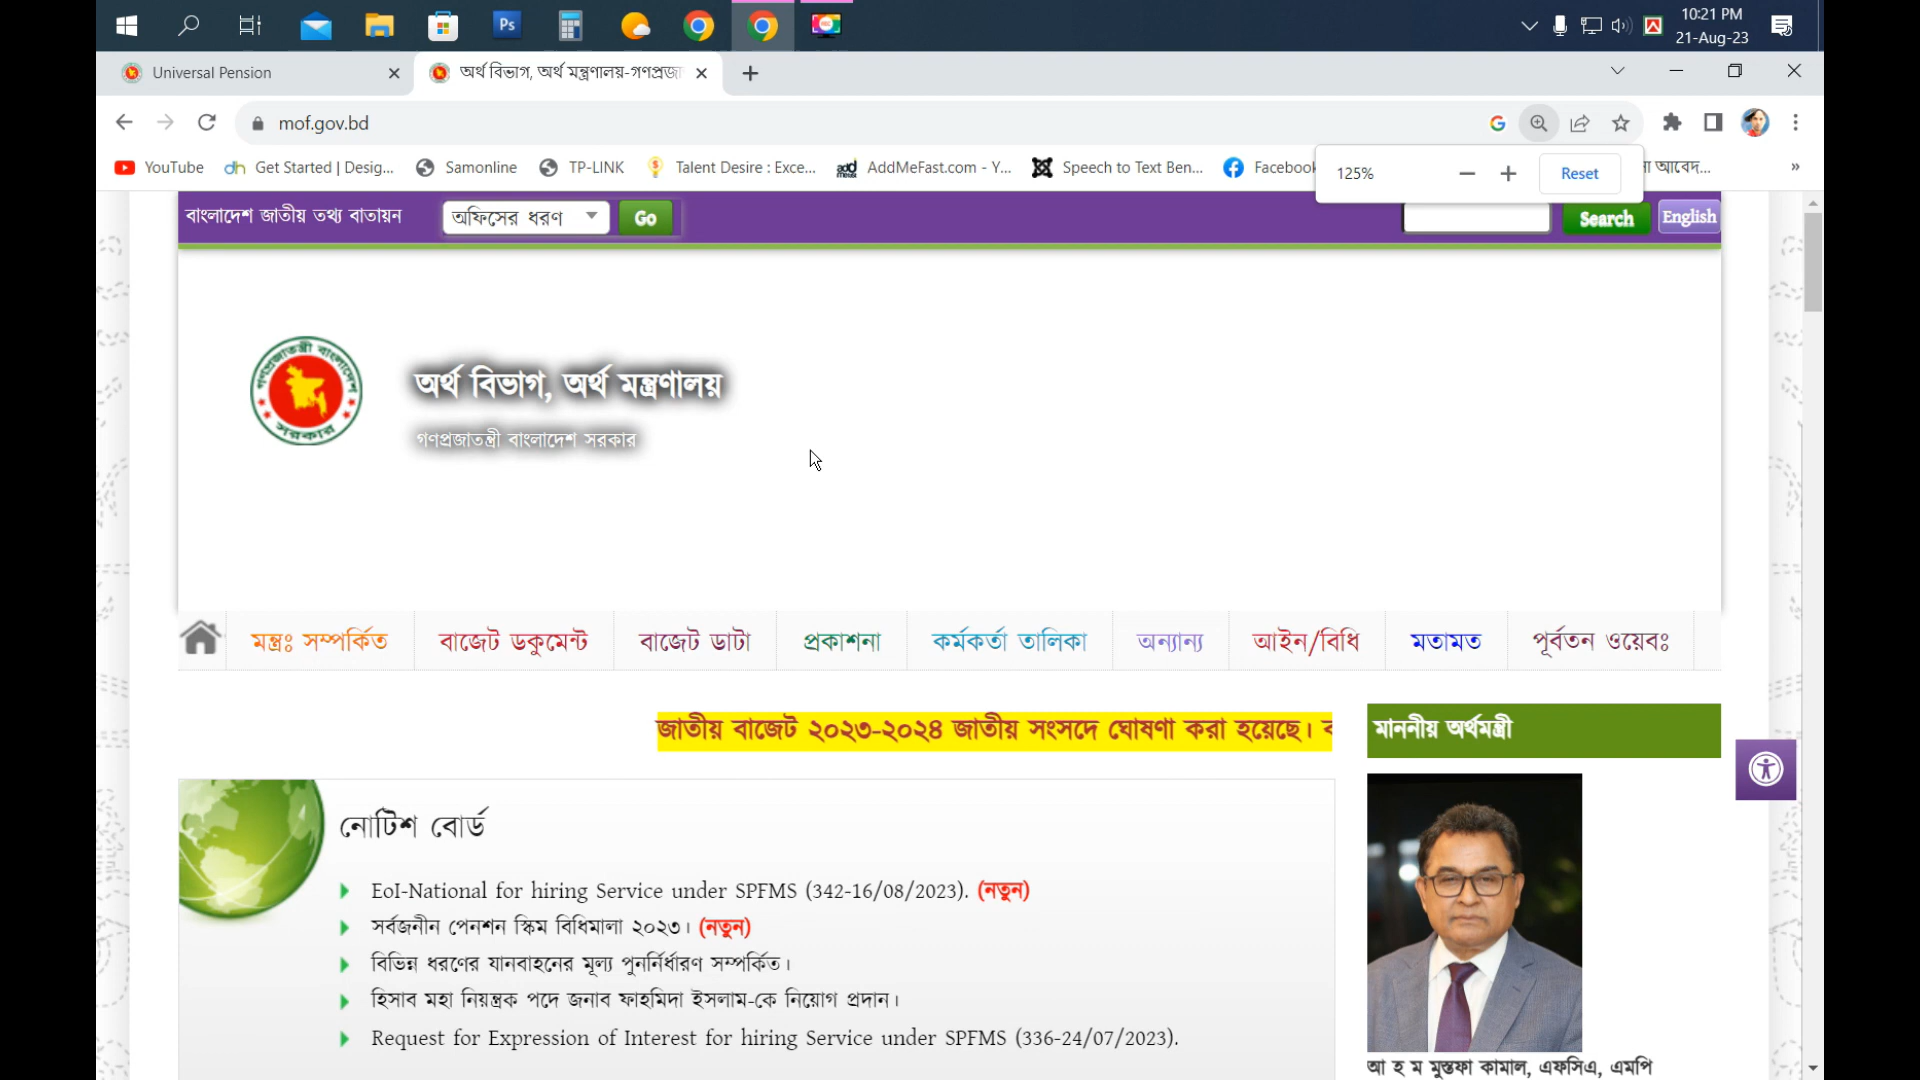 Ps
10:21 PM
21-Aug-23
Universal Pension
অর্থ বিভাগ, অর্থ মন্ত্রণালয়-গণপ্রজা
mof.gov.bd
YouTube
Get Started | Desig...
Samonline
TP-LINK
Talent Desire : Exce...
AddMeFast.com - Y...
Speech to Text Ben...
Facebook
আবেদ...
»
125%
Reset
বাংলাদেশ জাতীয় তথ্য বাতায়ন
অফিসের ধরণ
Go
Search
English
গণপ্রজাতন্ত্রী বাংলাদেশ
সরকার
অর্থ বিভাগ, অর্থ মন্ত্রণালয়
গণপ্রজাতন্ত্রী বাংলাদেশ সরকার
মন্ত্রঃ সম্পর্কিত
বাজেট ডকুমেন্ট
বাজেট ডাটা
প্রকাশনা
কর্মকর্তা তালিকা
অন্যান্য
আইন/বিধি
মতামত
পূর্বতন ওয়েবঃ
জাতীয় বাজেট ২০২৩-২০২৪ জাতীয় সংসদে ঘোষণা করা হয়েছে।
মাননীয় অর্থমন্ত্রী
নোটিশ বোর্ড
EoI-National for hiring Service under SPFMS (342-16/08/2023). (নতুন)
সর্বজনীন পেনশন স্কিম বিধিমালা ২০২৩। (নতুন)
বিভিন্ন ধরণের যানবাহনের মূল্য পুনর্নির্ধারণ সম্পর্কিত।
হিসাব মহা নিয়ন্ত্রক পদে জনাব ফাহমিদা ইসলাম-কে নিয়োগ প্রদান।
Request for Expression of Interest for hiring Service under SPFMS (336-24/07/2023).
আ হ ম মুস্তফা কামাল, এফসিএ, এমপি